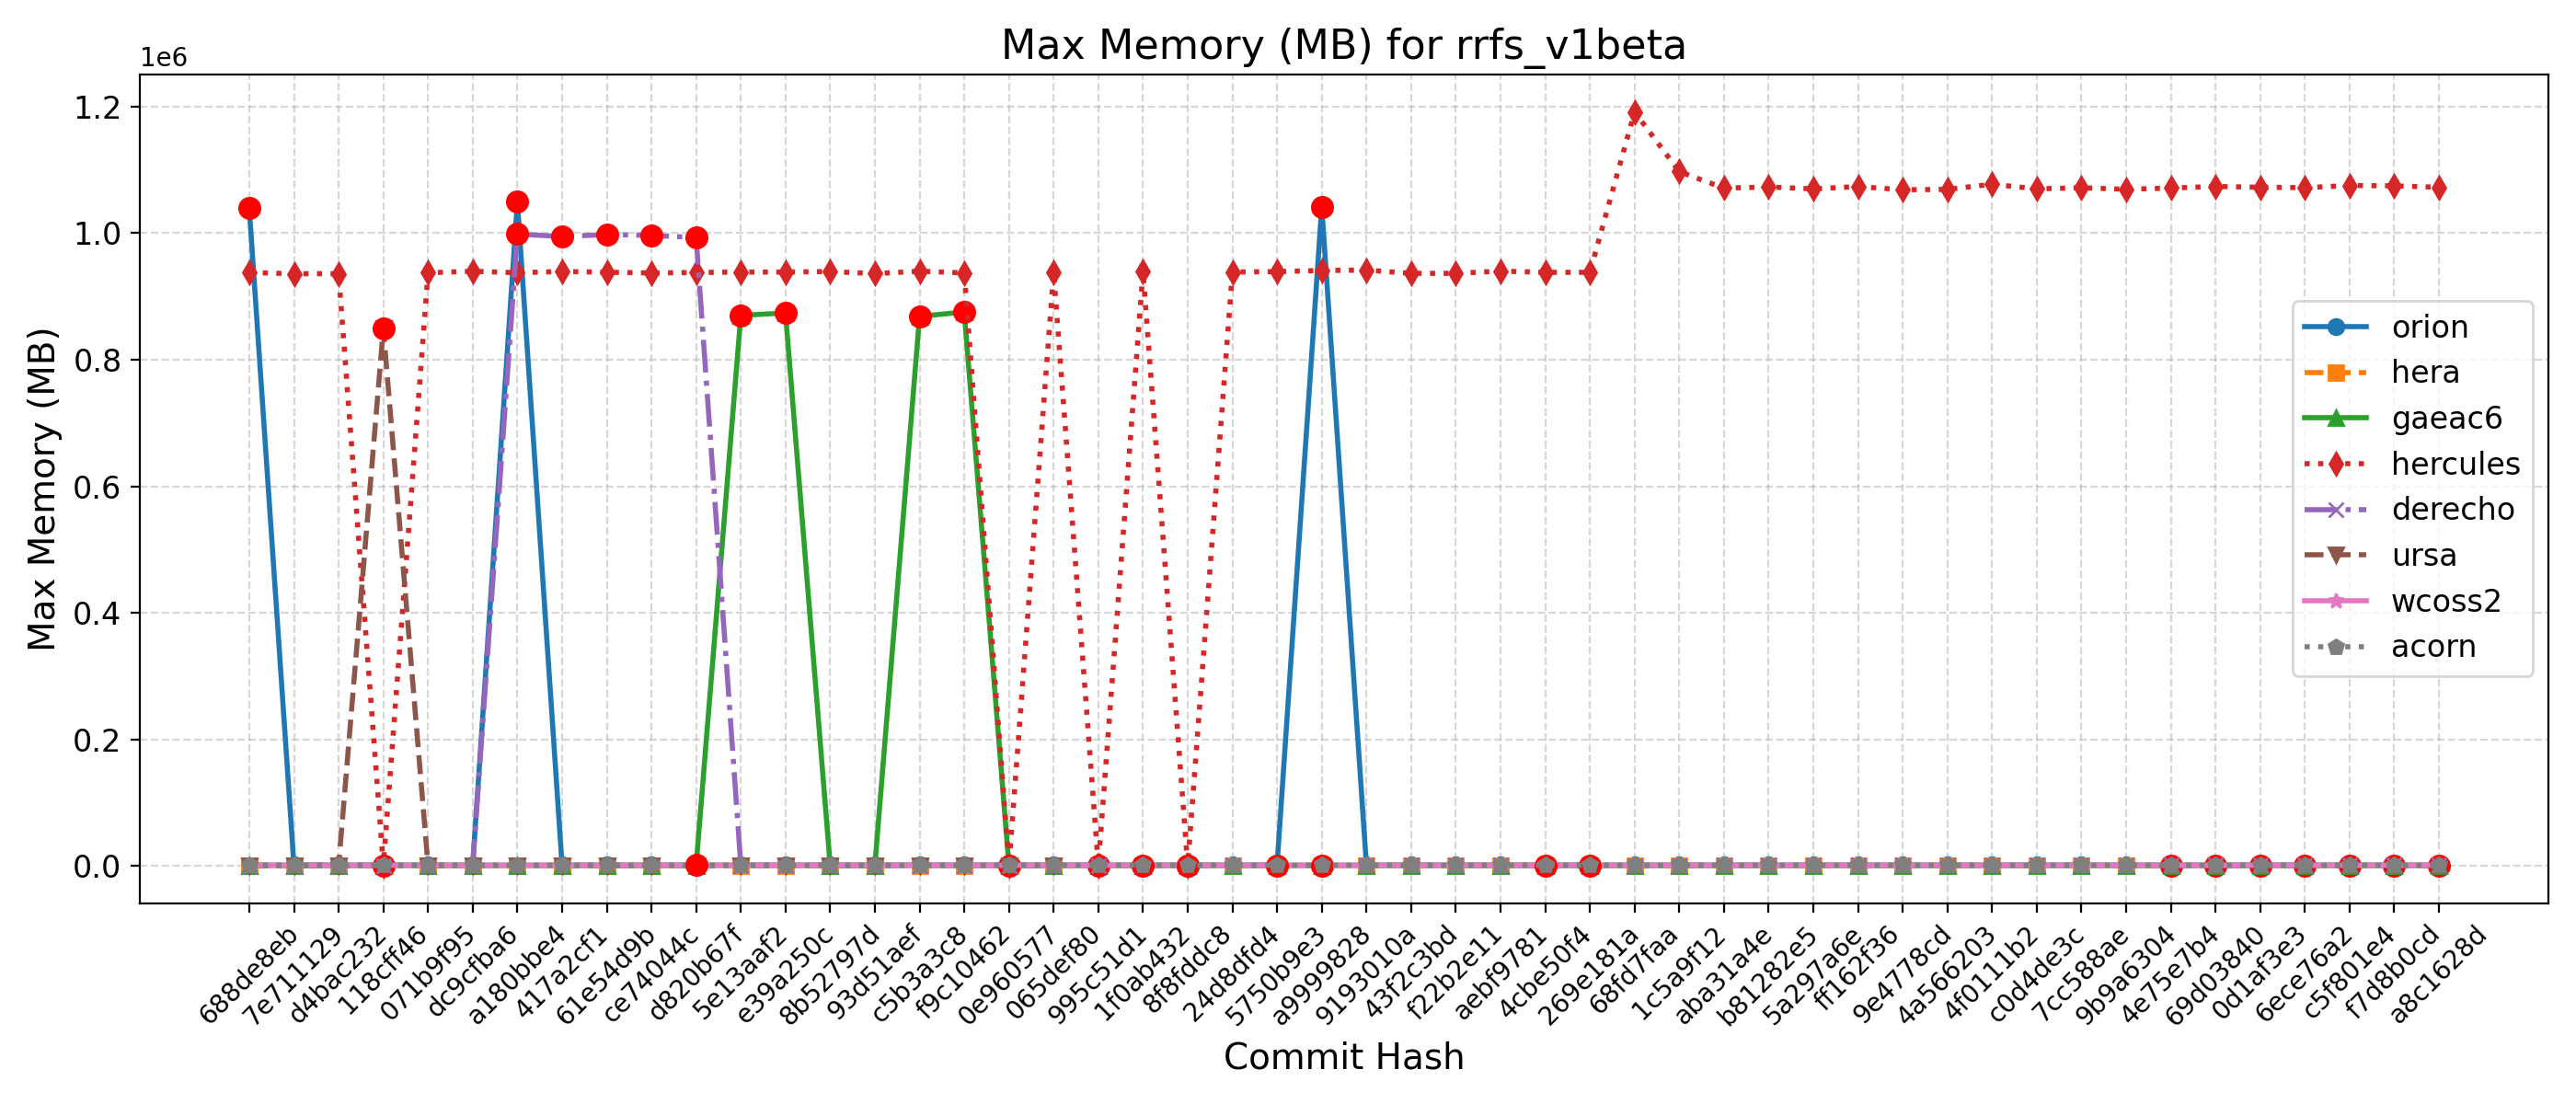 Max Memory (MB) for rrfs_v1beta
1e6
1.2
1.0
0.8
0.6
0.4
0.2
0.0
Max Memory (MB)
orion
hera
gaeac6
hercules
derecho
ursa
wcoss2
acorn
688de8eb
7e711129
d4bac232
118cff46
071b9f95
dc9cfba6
a180bbe4
417a2cf1
61e54d9b
ce74044c
d820b67f
5e13aaf2
e39a250c
8b52797d
93d51aef
c5b3a3c8
f9c10462
0e960577
065def80
995c51d1
1f0ab432
8f8fddc8
24d8dfd4
5750b9e3
a9999828
9193010a
43f2c3bd
f22b2e11
aebf9781
4cbe50f4
269e181a
68fd7faa
1c5a9f12
aba31a4e
b81282e5
5a297a6e
ff162f36
9e4778cd
4a566203
4f0111b2
c0d4de3c
7cc588ae
9b9a6304
4e75e7b4
69d03840
0d1af3e3
6ece76a2
c5f801e4
f7d8b0cd
a8c1628d
Commit Hash